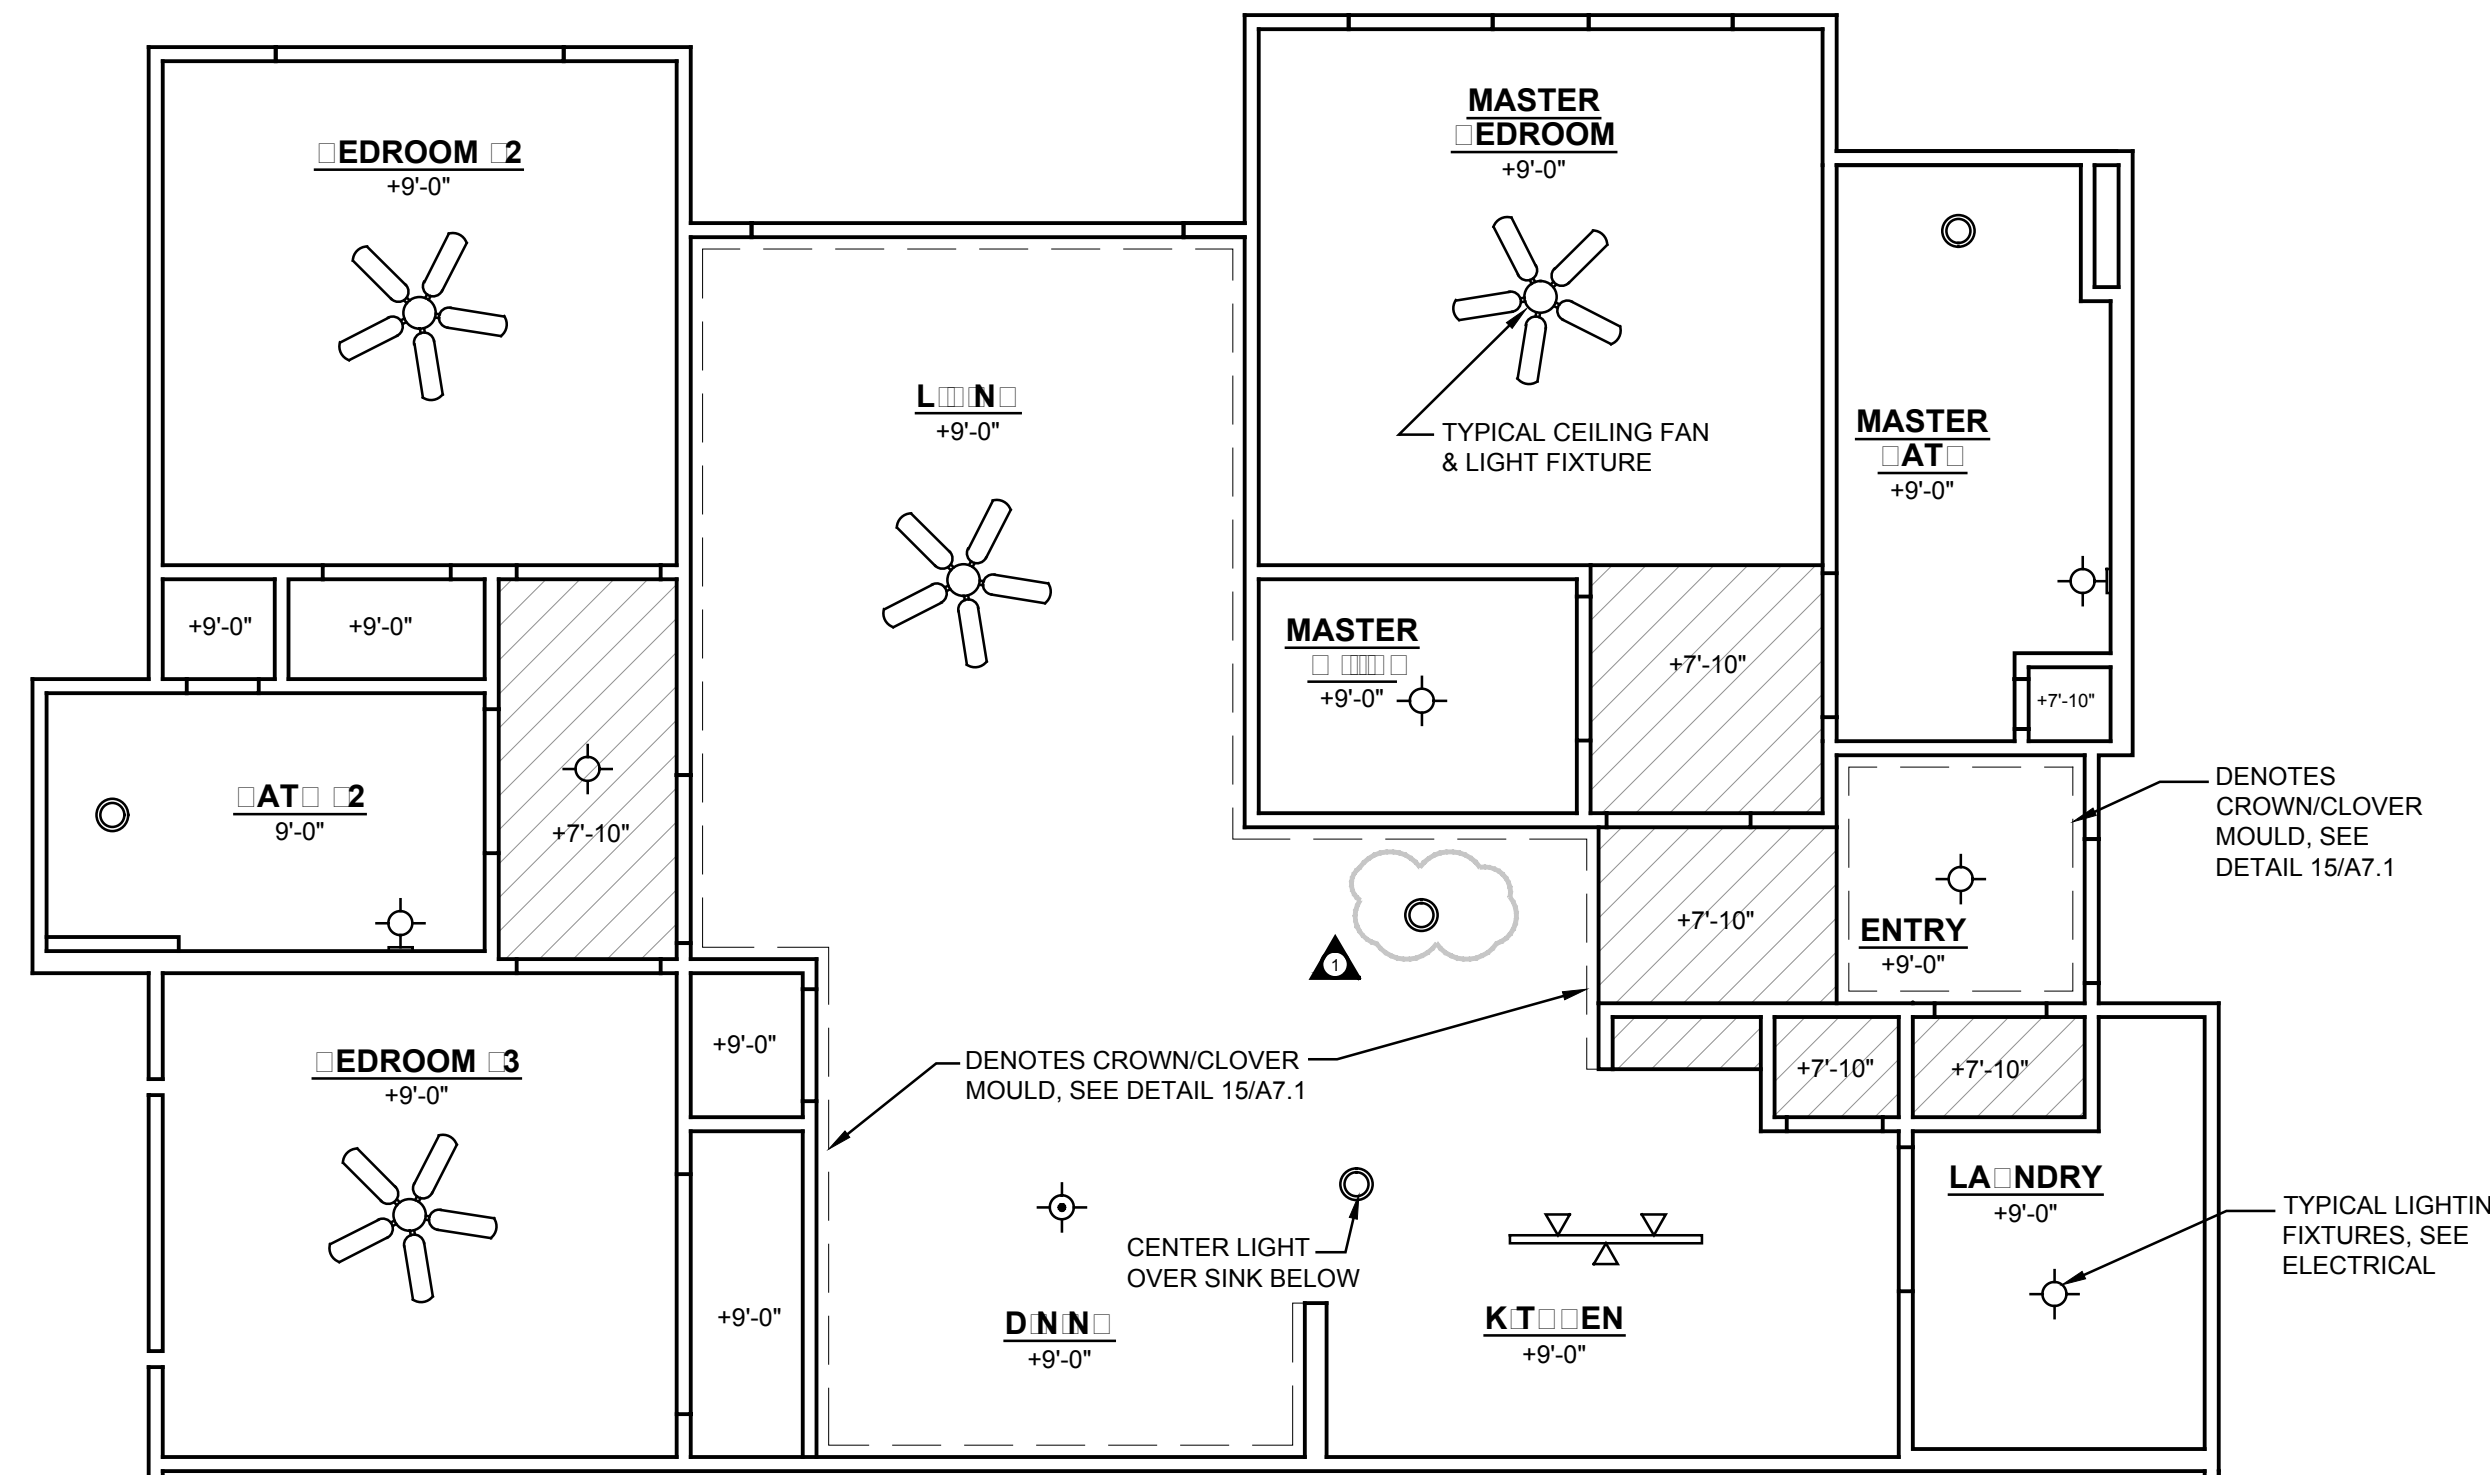 MASTER
□EDROOM
+9'-0"
□EDROOM □2
+9'-0"
L□□□N□
+9'-0"
TYPICAL CEILING FAN
& LIGHT FIXTURE
MASTER
□AT□
+9'-0"
+9'-0"
+9'-0"
MASTER
+9'-0"
+7'-10"
+7'-10"
□AT□ □2
9'-0"
+7'-10"
DENOTES
CROWN/CLOVER
MOULD, SEE
DETAIL 15/A7.1
+7'-10"
ENTRY
+9'-0"
1
□EDROOM □3
+9'-0"
+9'-0"
DENOTES CROWN/CLOVER
MOULD, SEE DETAIL 15/A7.1
+7'-10"
+7'-10"
LA□NDRY
+9'-0"
TYPICAL LIGHTIN
FIXTURES, SEE
ELECTRICAL
CENTER LIGHT
OVER SINK BELOW
+9'-0"
D□N□N□
+9'-0"
K□T□□EN
+9'-0"